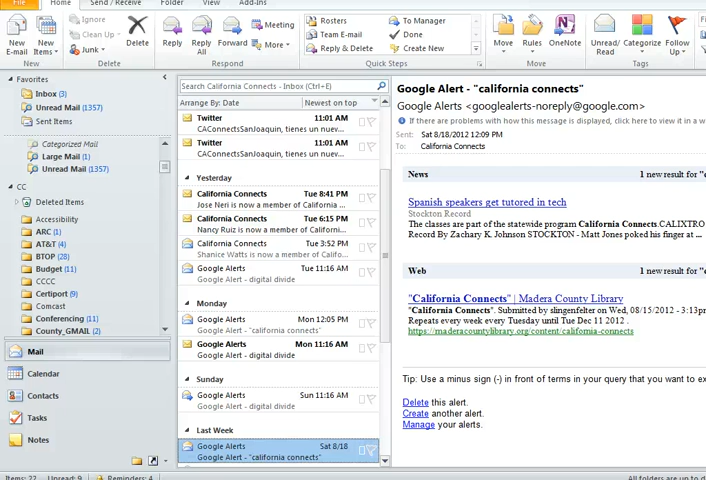 File Home Send / Receive Folder View Add-Ins
New E-mail
New Items
Ignore
Clean Up
Junk
Delete
Reply
Reply All
Forward
Meeting
More
Rosters
Team E-mail
Reply & Delete
To Manager
Done
Create New
Move
Rules
OneNote
Unread/ Read
Categorize
Follow Up
New Delete Respond Quick Steps Move Tags
Favorites
Inbox (3)
Unread Mail (1357)
Sent Items
Categorized Mail
Large Mail (1)
Unread Mail (1357)
CC
Deleted Items
Accessibility
ARC (1)
AT&T (4)
BTOP (28)
Budget (11)
CCCC
Certiport (9)
Comcast
Conferencing (11)
County_GMAIL (2)
Mail
Calendar
Contacts
Tasks
Notes
Search California Connects - Inbox (Ctrl+E)
Arrange By: Date Newest on top
Twitter 11:01 AM
CAConnectsSanJoaquin, tienes un nuev...
Twitter 11:01 AM
CAConnectsSanJoaquin, tienes un nuev...
Yesterday
California Connects Tue 8:41 PM
Jose Neri is now a member of Californi...
California Connects Tue 6:15 PM
Nancy Ruiz is now a member of Califor...
California Connects Tue 3:52 PM
Shanice Watts is now a member of Cali...
Google Alerts Tue 11:16 AM
Google Alert - digital divide
Monday
Google Alerts Mon 12:05 PM
Google Alert - "california connects"
Google Alerts Mon 11:16 AM
Google Alert - digital divide
Sunday
Google Alerts Sun 11:16 AM
Google Alert - digital divide
Last Week
Google Alerts Sat 8/18
Google Alert - "california connects"
Google Alert - "california connects"
Google Alerts <googlealerts-noreply@google.com>
If there are problems with how this message is displayed, click here to view it in a w
Sent: Sat 8/18/2012 12:09 PM
To: California Connects
News 1 new result for "c
Spanish speakers get tutored in tech
Stockton Record
The classes are part of the statewide program California Connects.CALIXTRO
Record By Zachary K. Johnson STOCKTON - Matt Jones poked his finger at ...
Web 1 new result for "c
"California Connects" | Madera County Library
"California Connects". Submitted by slingenfelter on Wed, 08/15/2012 - 3:13pm
Repeats every week every Tuesday until Tue Dec 11 2012 .
https://maderacountylibrary.org/content/california-connects
Tip: Use a minus sign (-) in front of terms in your query that you want to ex
Delete this alert.
Create another alert.
Manage your alerts.
Items: 77 Unread: 9 Reminders: 4 All folders are up to d